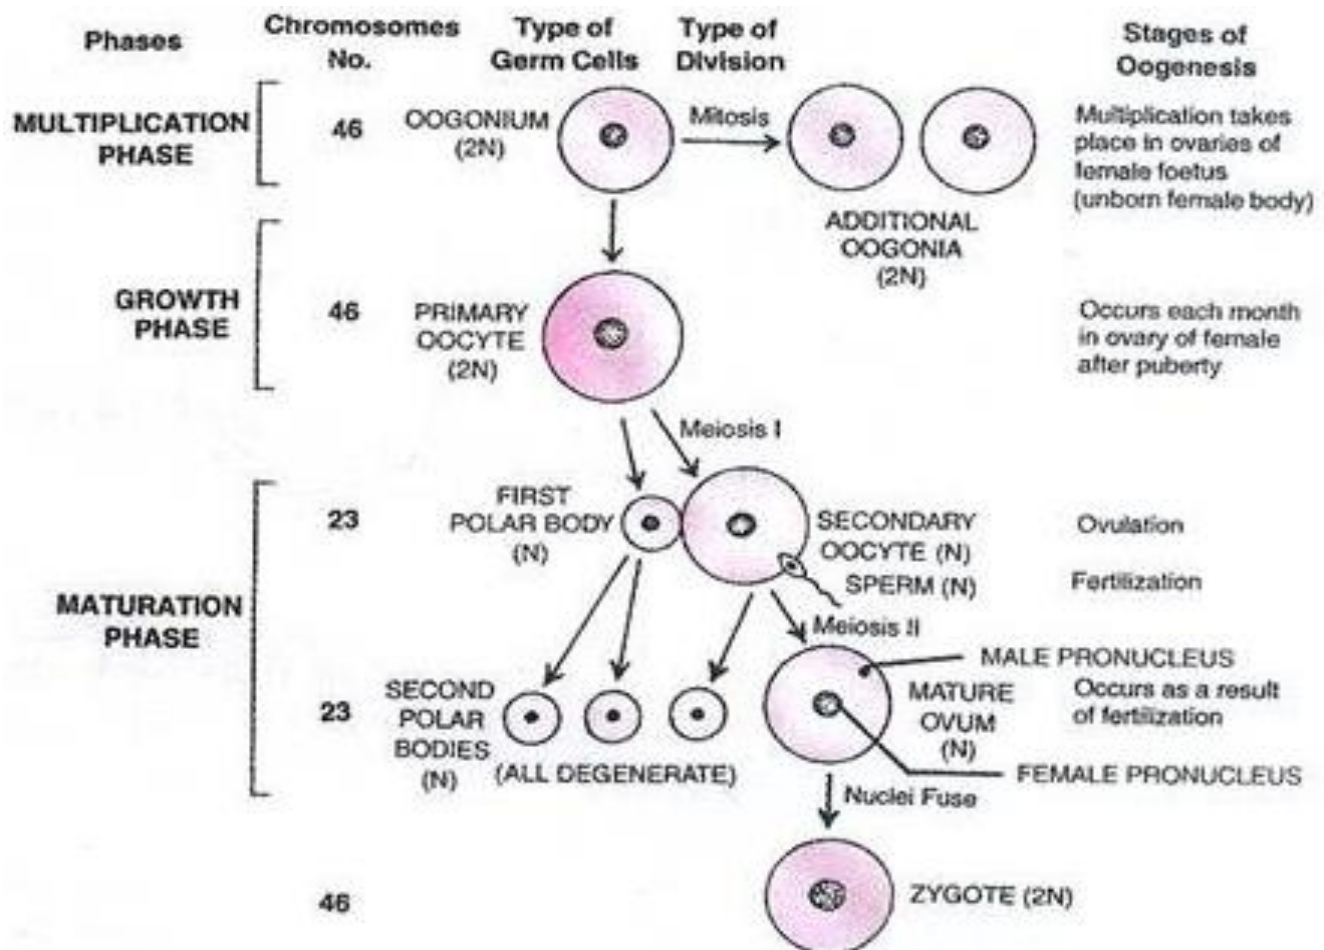 Phases
Chromosomes
No.
Type of
Germ Cells
Type of
Division
Stages of
Oogenesis
MULTIPLICATION
PHASE
46
OOGONIUM
(2N)
Mitosis
ADDITIONAL
OOGONIA
(2N)
Multiplication takes
place in ovaries of
female foetus
(unborn female body)
GROWTH
PHASE
46
PRIMARY
OOCYTE
(2N)
Occurs each month
in ovary of female
after puberty
Meiosis I
MATURATION
PHASE
23
FIRST
POLAR BODY
(N)
SECONDARY
OOCYTE (N)
SPERM (N)
Ovulation
Fertilization
Meiosis II
23
SECOND
POLAR
BODIES
(N)
(ALL DEGENERATE)
MALE PRONUCLEUS
MATURE
OVUM
(N)
Occurs as a result
of fertilization
FEMALE PRONUCLEUS
Nuclei Fuse
46
ZYGOTE (2N)